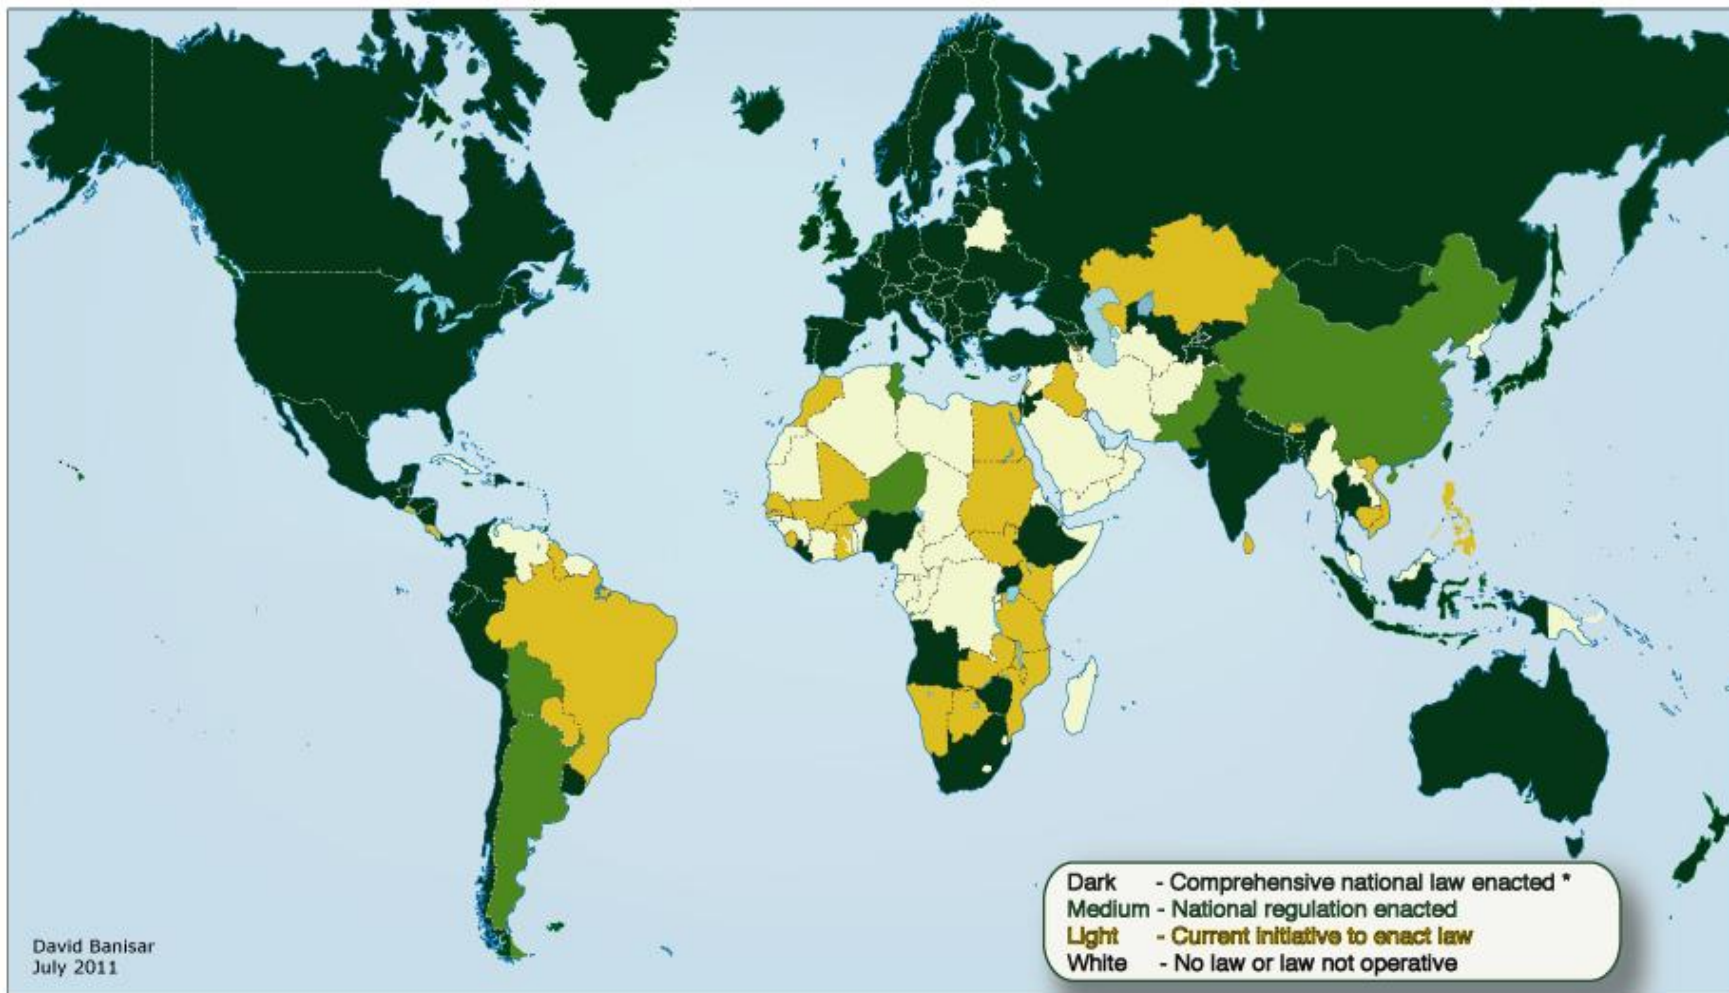 Dark - Comprehensive national law enacted *
Medium - National regulation enacted
Light - Current initiative to enact law
White - No law or law not operative
David Banisar
July 2011